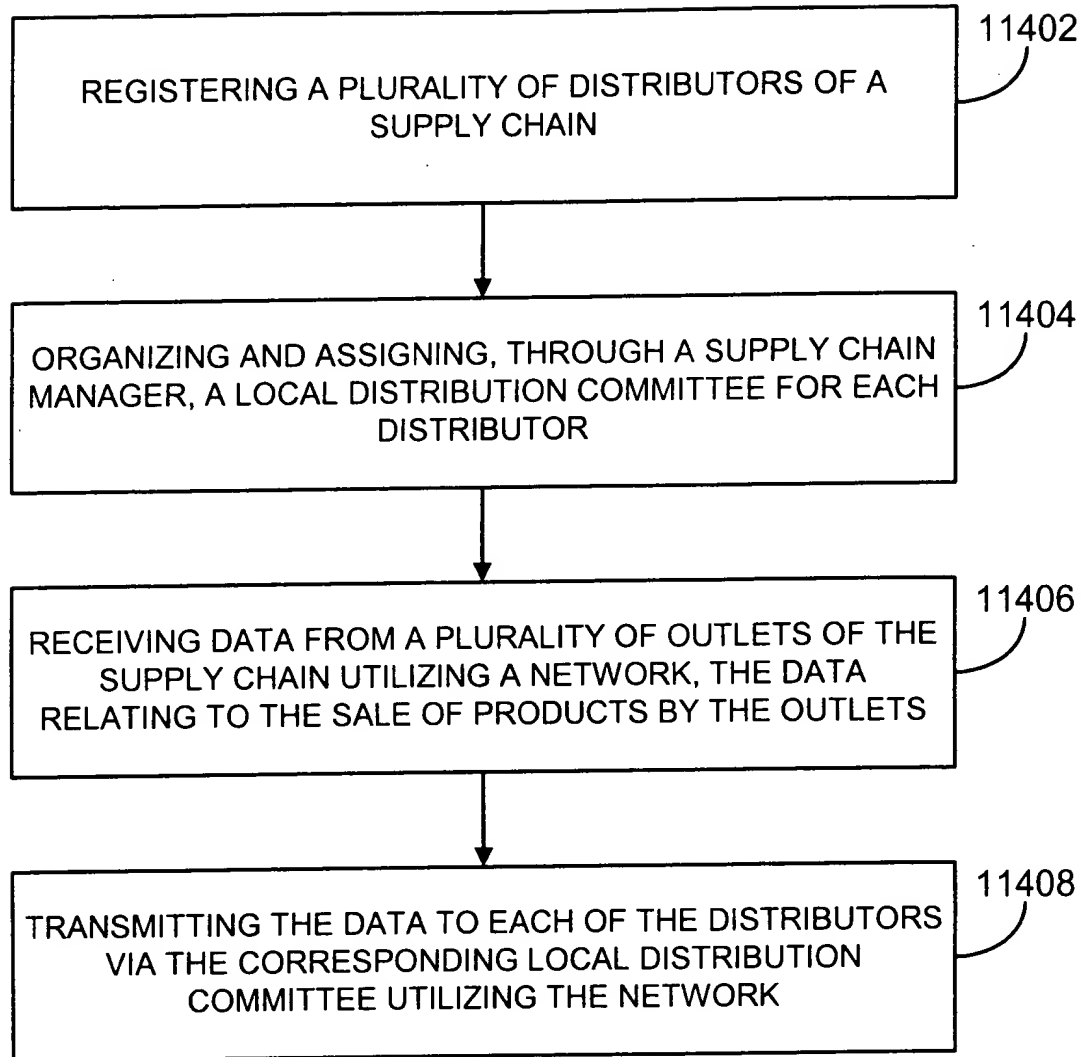 11402
REGISTERING A PLURALITY OF DISTRIBUTORS OF A
SUPPLY CHAIN
11404
ORGANIZING AND ASSIGNING, THROUGH A SUPPLY CHAIN
MANAGER, A LOCAL DISTRIBUTION COMMITTEE FOR EACH
DISTRIBUTOR
11406
RECEIVING DATA FROM A PLURALITY OF OUTLETS OF THE
SUPPLY CHAIN UTILIZING A NETWORK, THE DATA
RELATING TO THE SALE OF PRODUCTS BY THE OUTLETS
11408
TRANSMITTING THE DATA TO EACH OF THE DISTRIBUTORS
VIA THE CORRESPONDING LOCAL DISTRIBUTION
COMMITTEE UTILIZING THE NETWORK